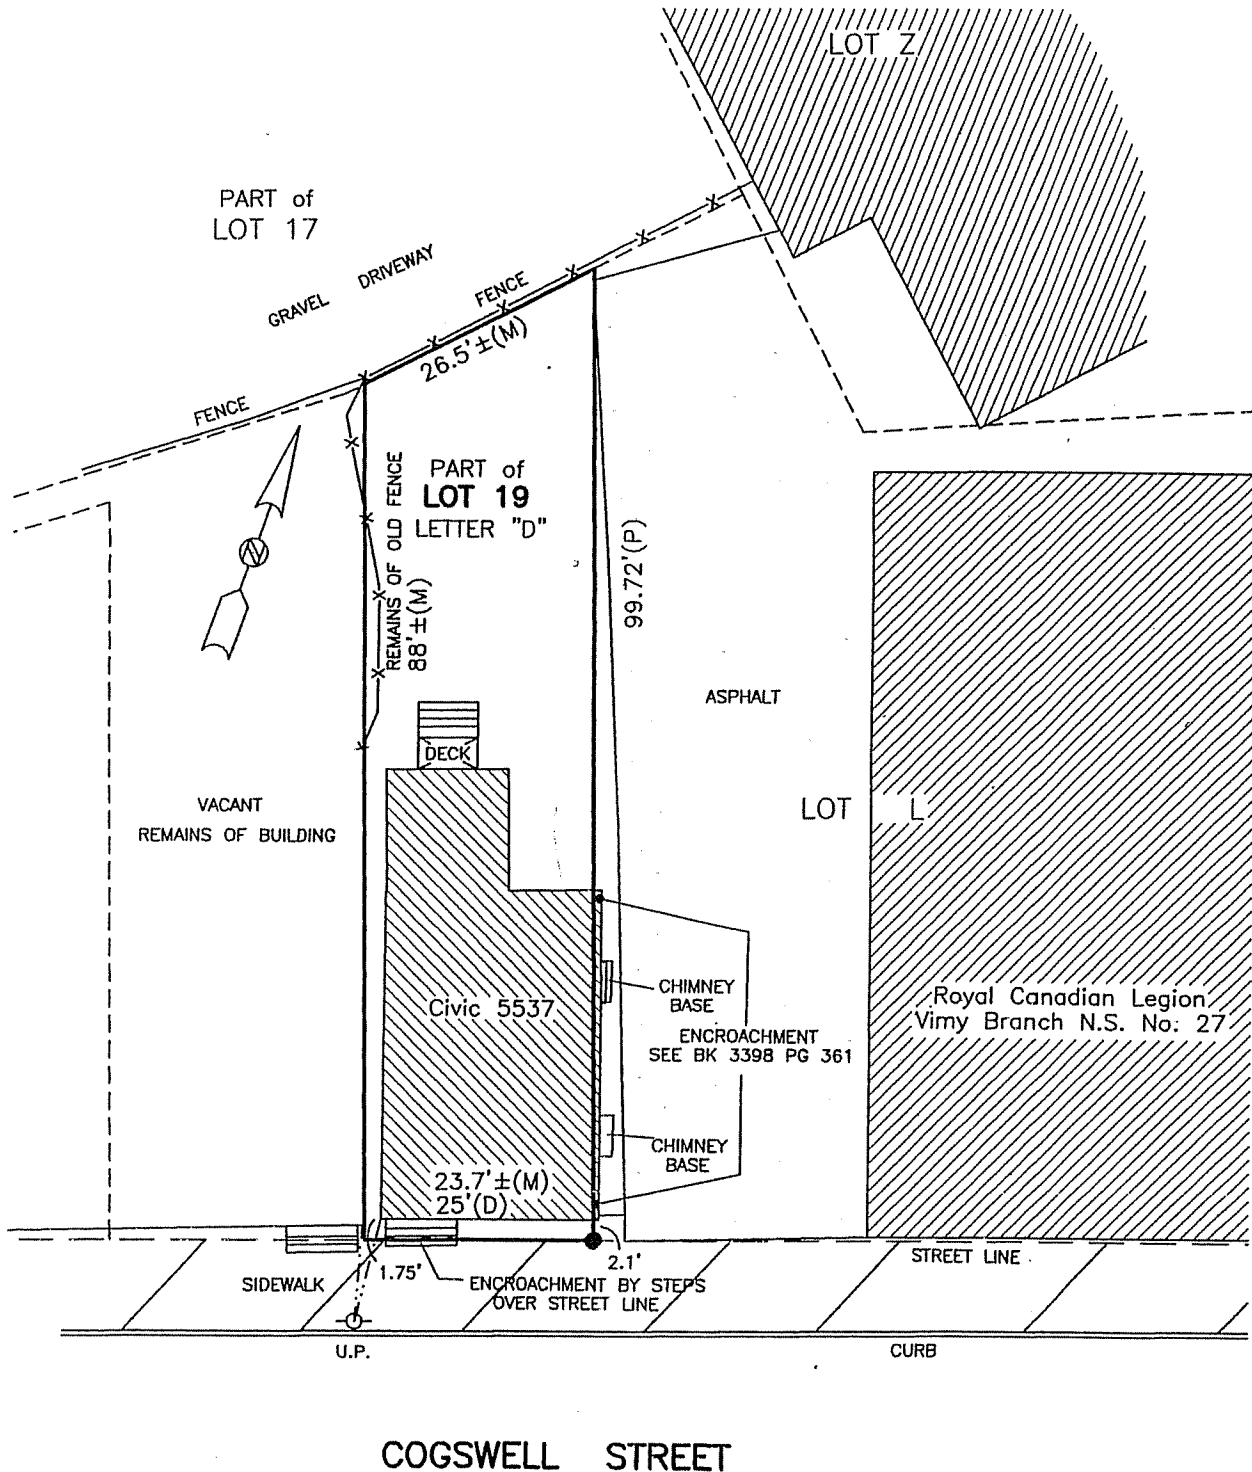 LOT Z
PART of
LOT 17
GRAVEL DRIVEWAY
FENCE
26.5'±(M)
FENCE
PART of
LOT 19
LETTER "D"
REMAINS OF OLD FENCE
88'±(M)
99.72'(P)
N
ASPHALT
DECK
VACANT
REMAINS OF BUILDING
LOT L
Civic 5537
CHIMNEY
BASE
ENCROACHMENT
SEE BK 3398 PG 361
Royal Canadian Legion
Vimy Branch N.S. No. 27
CHIMNEY
BASE
23.7'±(M)
25'(D)
2.1'
1.75'
STREET LINE
SIDEWALK
ENCROACHMENT BY STEPS
OVER STREET LINE
U.P.
CURB
COGSWELL STREET